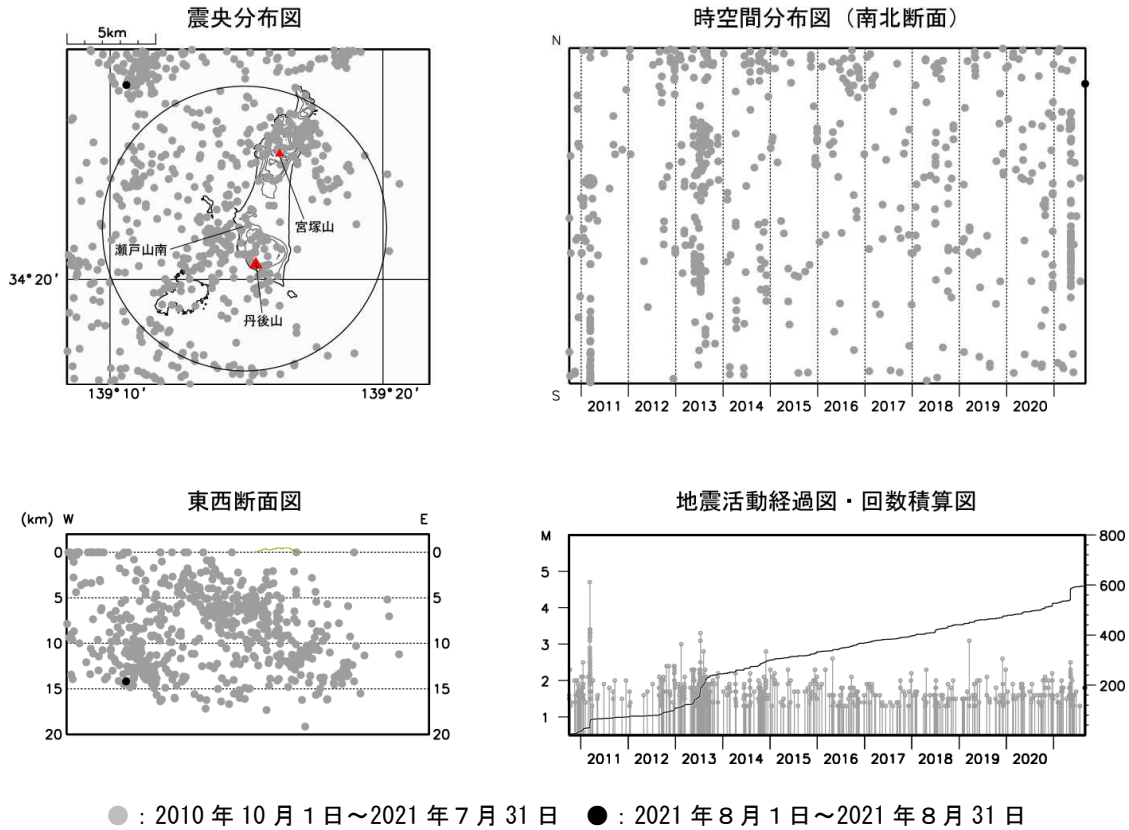 震央分布図
5km
宮塚山
瀬戸山南
丹後山
34°20′
139°10′
139°20′
時空間分布図（南北断面）
N
S
2011 2012 2013 2014 2015 2016 2017 2018 2019 2020
東西断面図
(km) W
E
0 0
5 5
10 10
15 15
20 20
地震活動経過図・回数積算図
M
5
4
3
2
1
800
600
400
200
2011 2012 2013 2014 2015 2016 2017 2018 2019 2020
●：2010 年 10 月１日～2021 年７月 31 日 ●：2021 年８月１日～2021 年８月 31 日